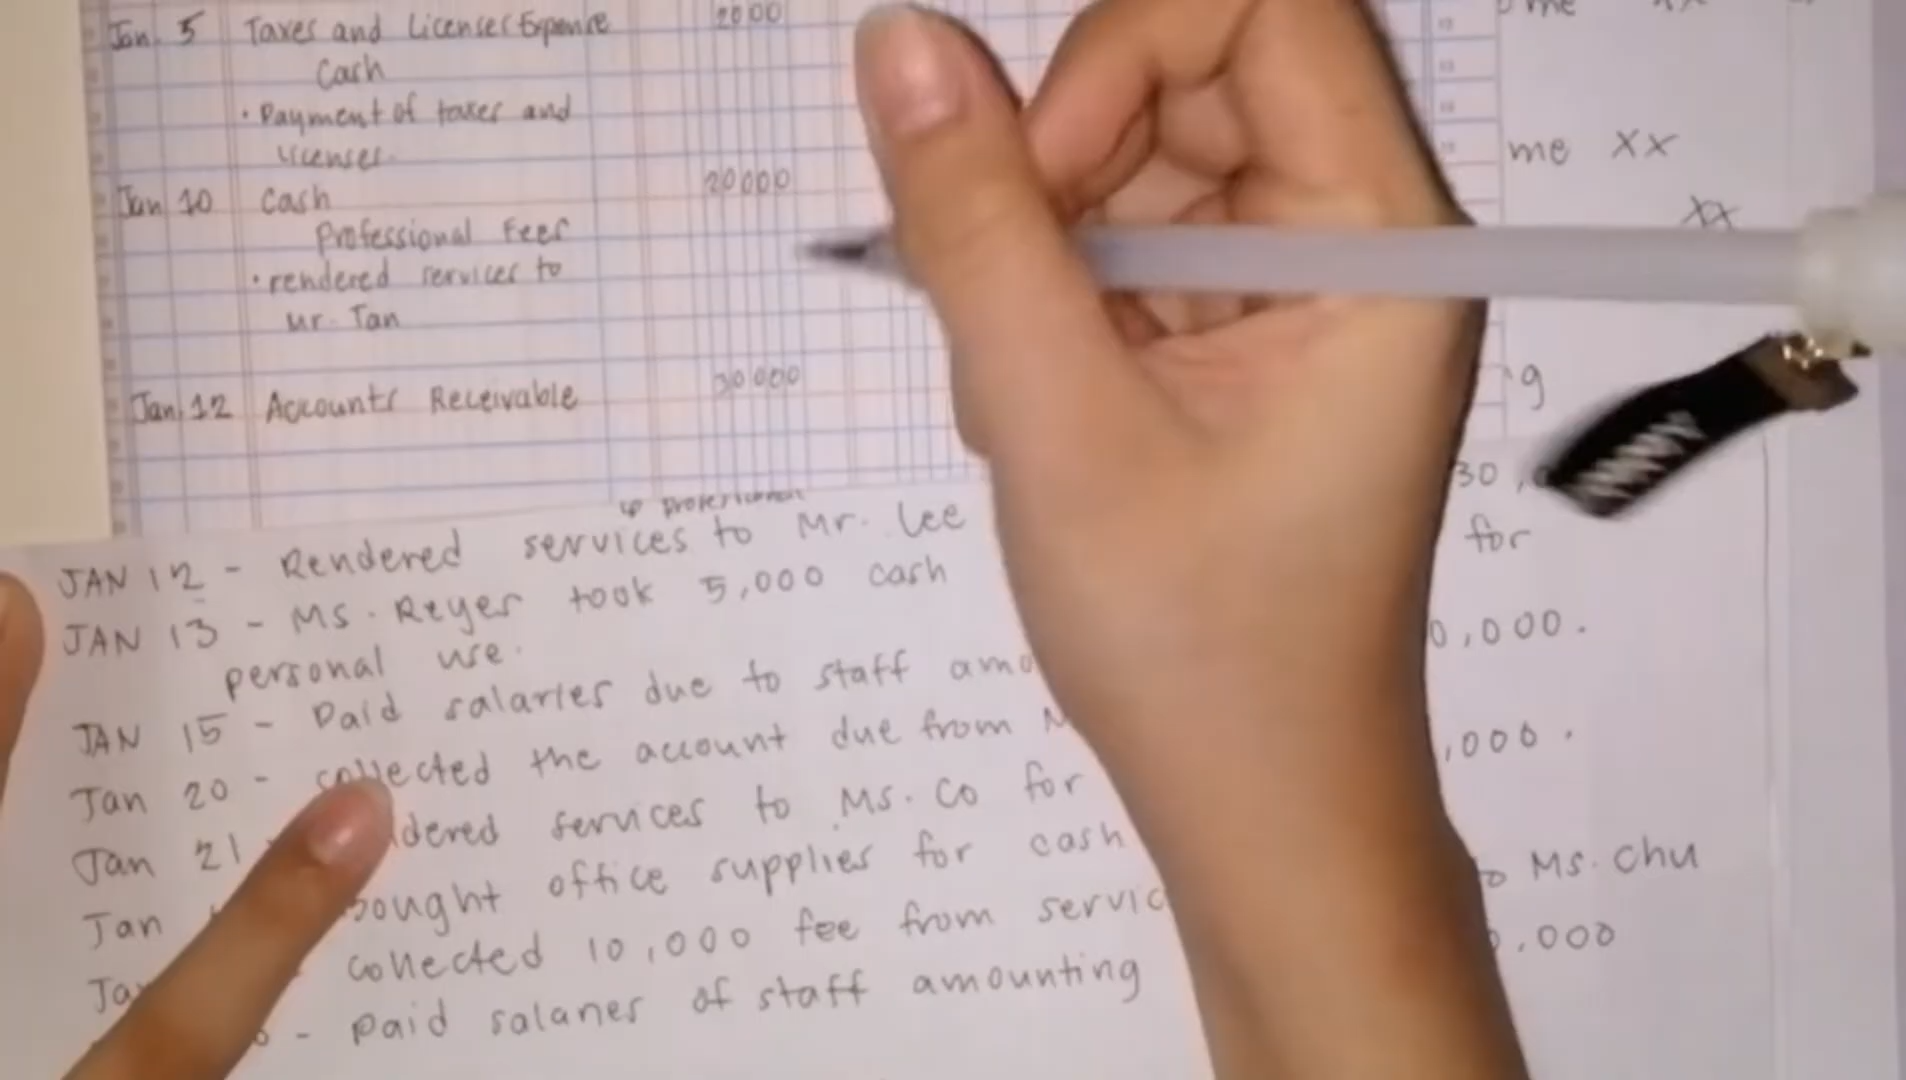 Jan. 5 Taxes and Licenses Expense 2000
Cash
· Payment of taxes and
licenses.
Jan 10 Cash 20000
Professional Fees
· rendered services to
Mr. Tan
Jan. 12 Accounts Receivable 30000
me xx
xx
g
professional
JAN 12 - Rendered services to Mr. Lee 30,
JAN 13 - MS. Reyes took 5,000 cash for
personal use.
JAN 15 - Paid salaries due to staff amo 0,000.
Jan 20 - collected the account due from M ,000.
Jan 21 dered services to Ms. Co for
Jan bought office supplies for cash
Ja collected 10,000 fee from servic to Ms. Chu
- paid salaries of staff amounting ,000